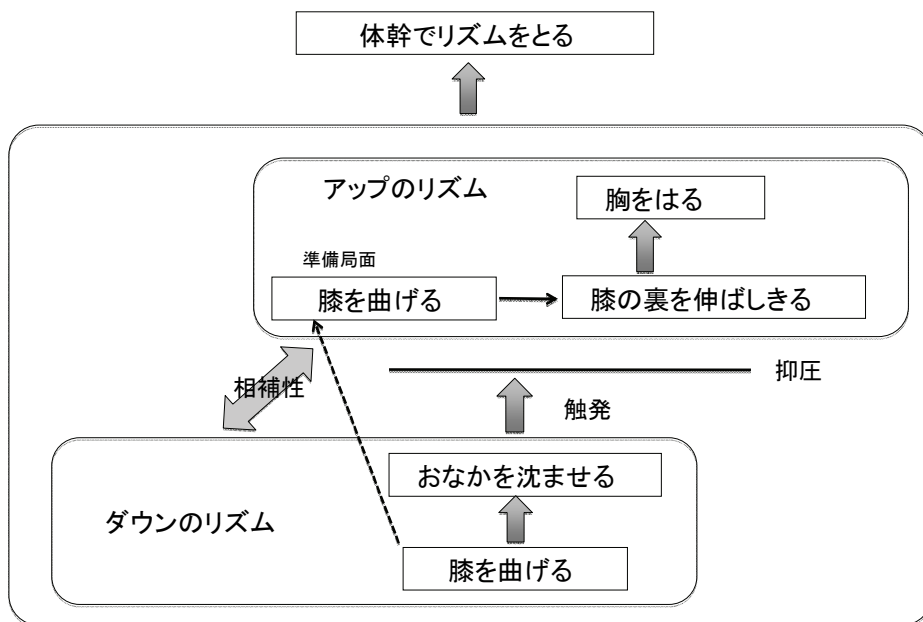 体幹でリズムをとる
アップのリズム
胸をはる
準備局面
膝を曲げる
膝の裏を伸ばしきる
相補性
抑圧
触発
おなかを沈ませる
ダウンのリズム
膝を曲げる